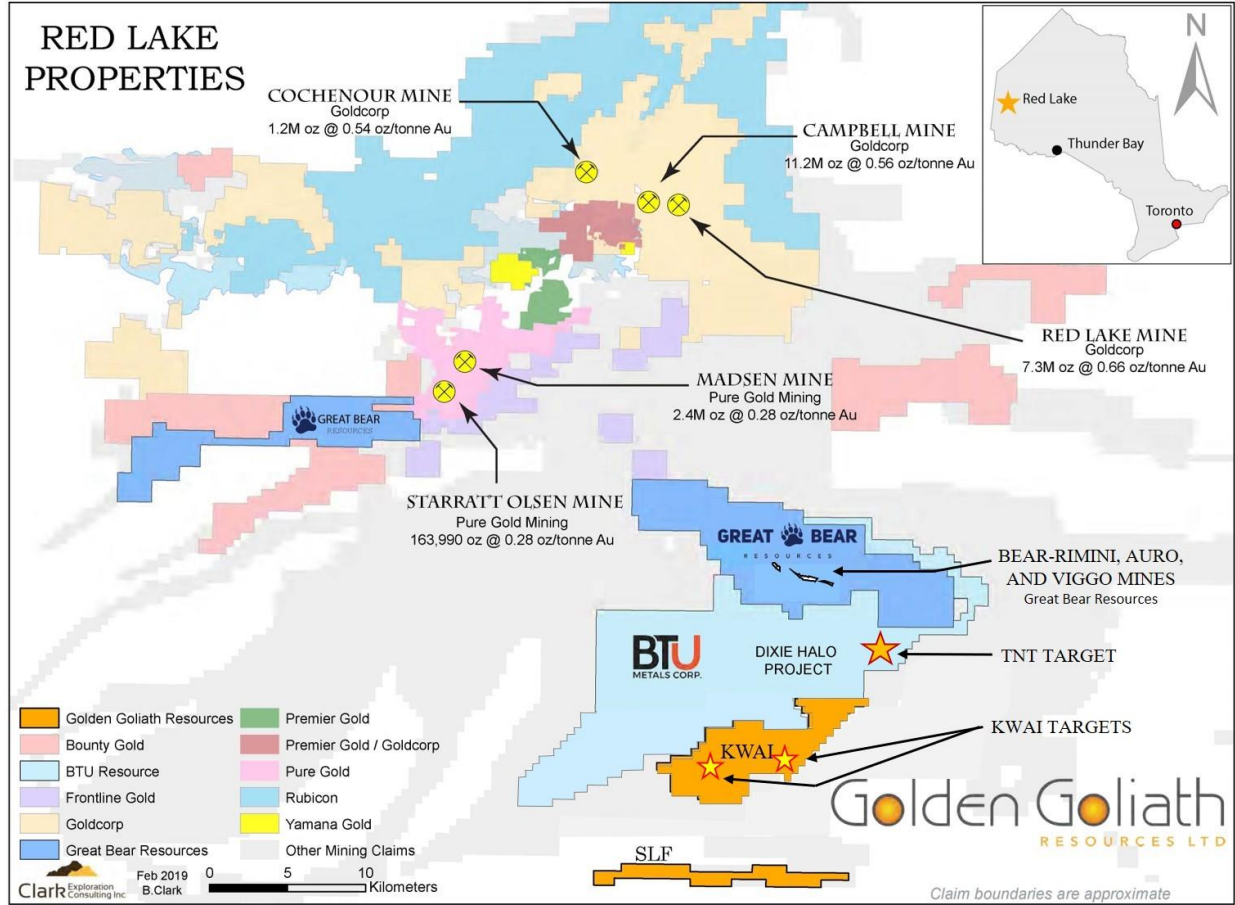 RED LAKE
PROPERTIES
COCHENOUR MINE
Goldcorp
1.2M oz @ 0.54 oz/tonne Au
CAMPBELL MINE
Goldcorp
11.2M oz @ 0.56 oz/tonne Au
N
Red Lake
Thunder Bay
Toronto
RED LAKE MINE
Goldcorp
7.3M oz @ 0.66 oz/tonne Au
MADSEN MINE
Pure Gold Mining
2.4M oz @ 0.28 oz/tonne Au
GREAT BEAR
RESOURCES
STARRATT OLSEN MINE
Pure Gold Mining
163,990 oz @ 0.28 oz/tonne Au
GREAT BEAR
RESOURCES
BEAR-RIMINI, AURO,
AND VIGGO MINES
Great Bear Resources
BTU
METALS CORP.
DIXIE HALO
PROJECT
TNT TARGET
KWAI TARGETS
KWAI
Golden Goliath
RESOURCES LTD
SLF
Golden Goliath Resources
Bounty Gold
BTU Resource
Frontline Gold
Goldcorp
Great Bear Resources
Premier Gold
Premier Gold / Goldcorp
Pure Gold
Rubicon
Yamana Gold
Other Mining Claims
Clark Exploration
Consulting Inc
Feb 2019
B.Clark
0 5 10
Kilometers
Claim boundaries are approximate